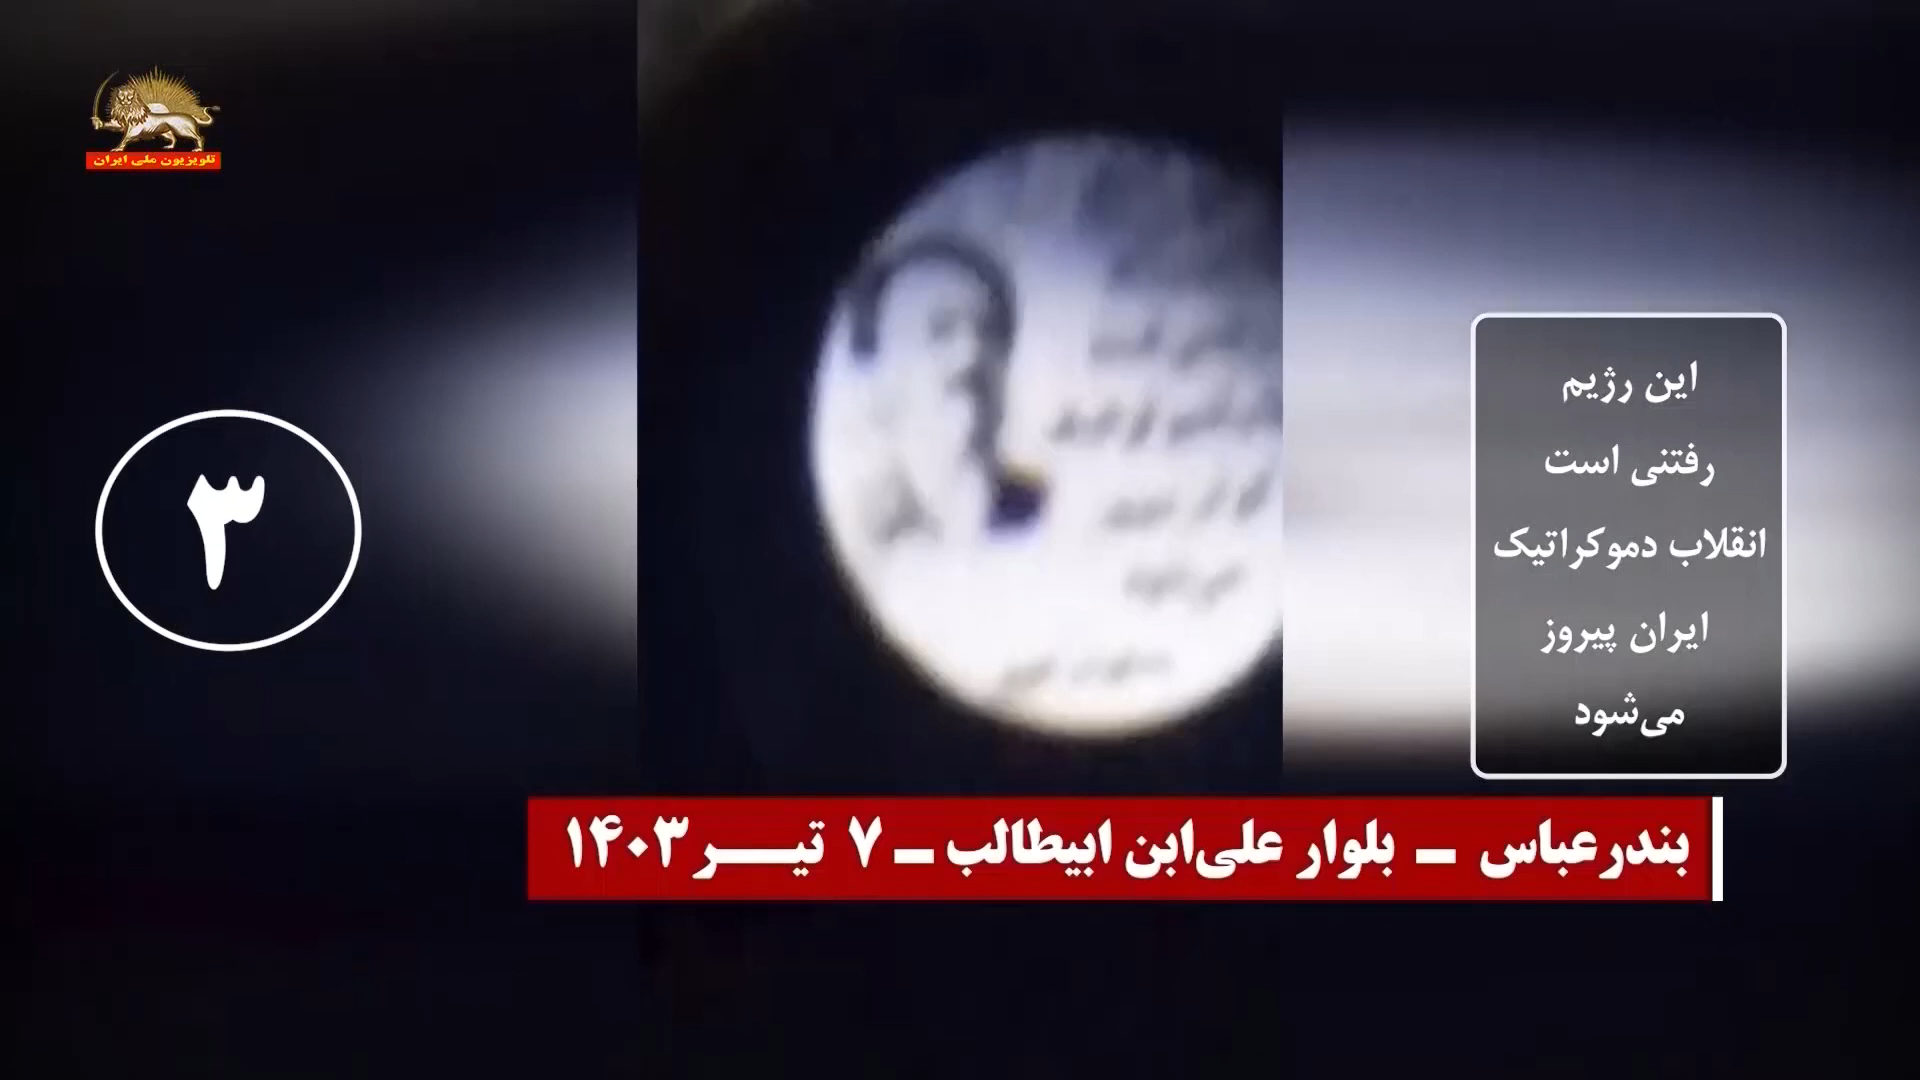 تلویزیون ملی ایران
۳
این رژیم
رفتنی است
انقلاب دموکراتیک
ایران پیروز
می‌شود
بندرعباس – بلوار علی‌ابن ابیطالب – ۷ تیـــر ۱۴۰۳